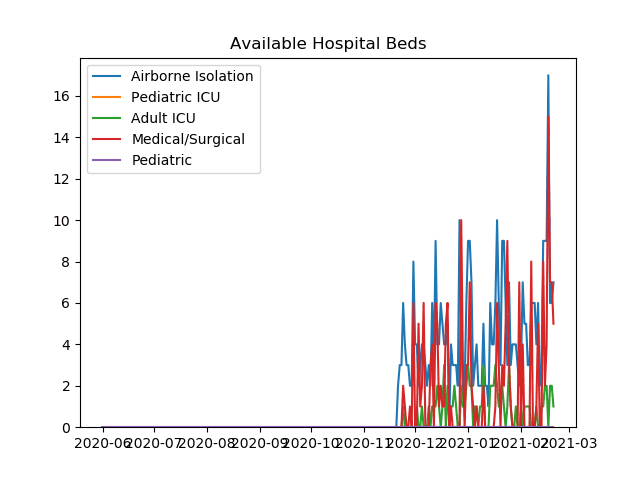 Available Hospital Beds
Airborne Isolation
Pediatric ICU
Adult ICU
Medical/Surgical
Pediatric
16
14
12
10
8
6
4
2
0
2020-06 2020-07 2020-08 2020-09 2020-10 2020-11 2020-12 2021-01 2021-02 2021-03